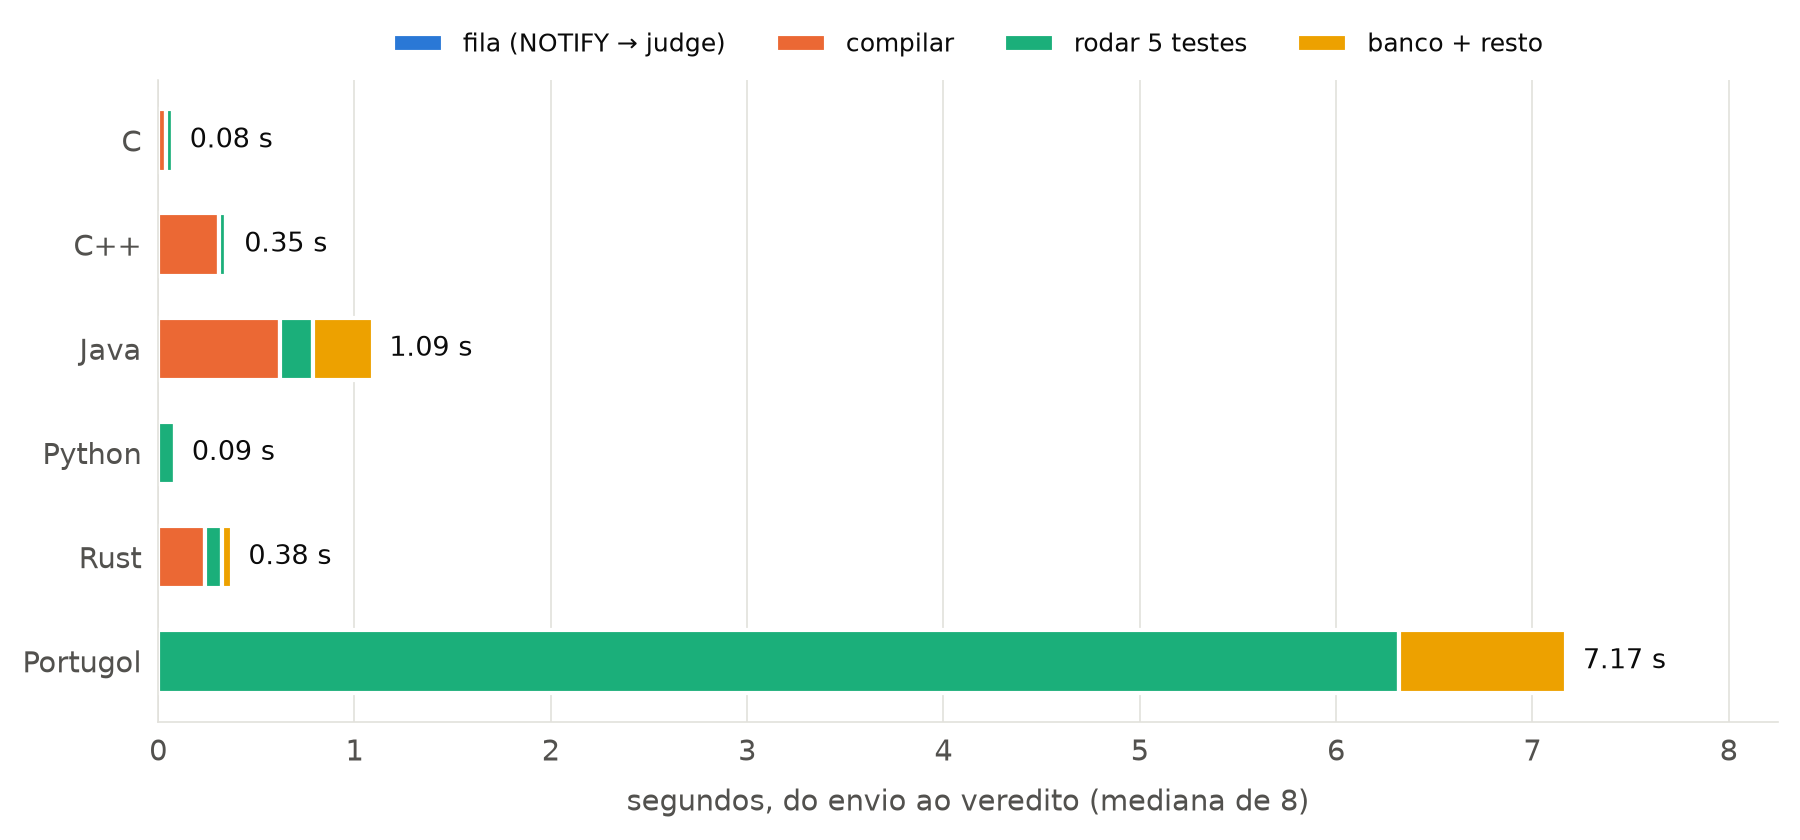 fila (NOTIFY → judge) compilar rodar 5 testes banco + resto
C 0.08 s
C++ 0.35 s
Java 1.09 s
Python 0.09 s
Rust 0.38 s
Portugol 7.17 s
0 1 2 3 4 5 6 7 8
segundos, do envio ao veredito (mediana de 8)